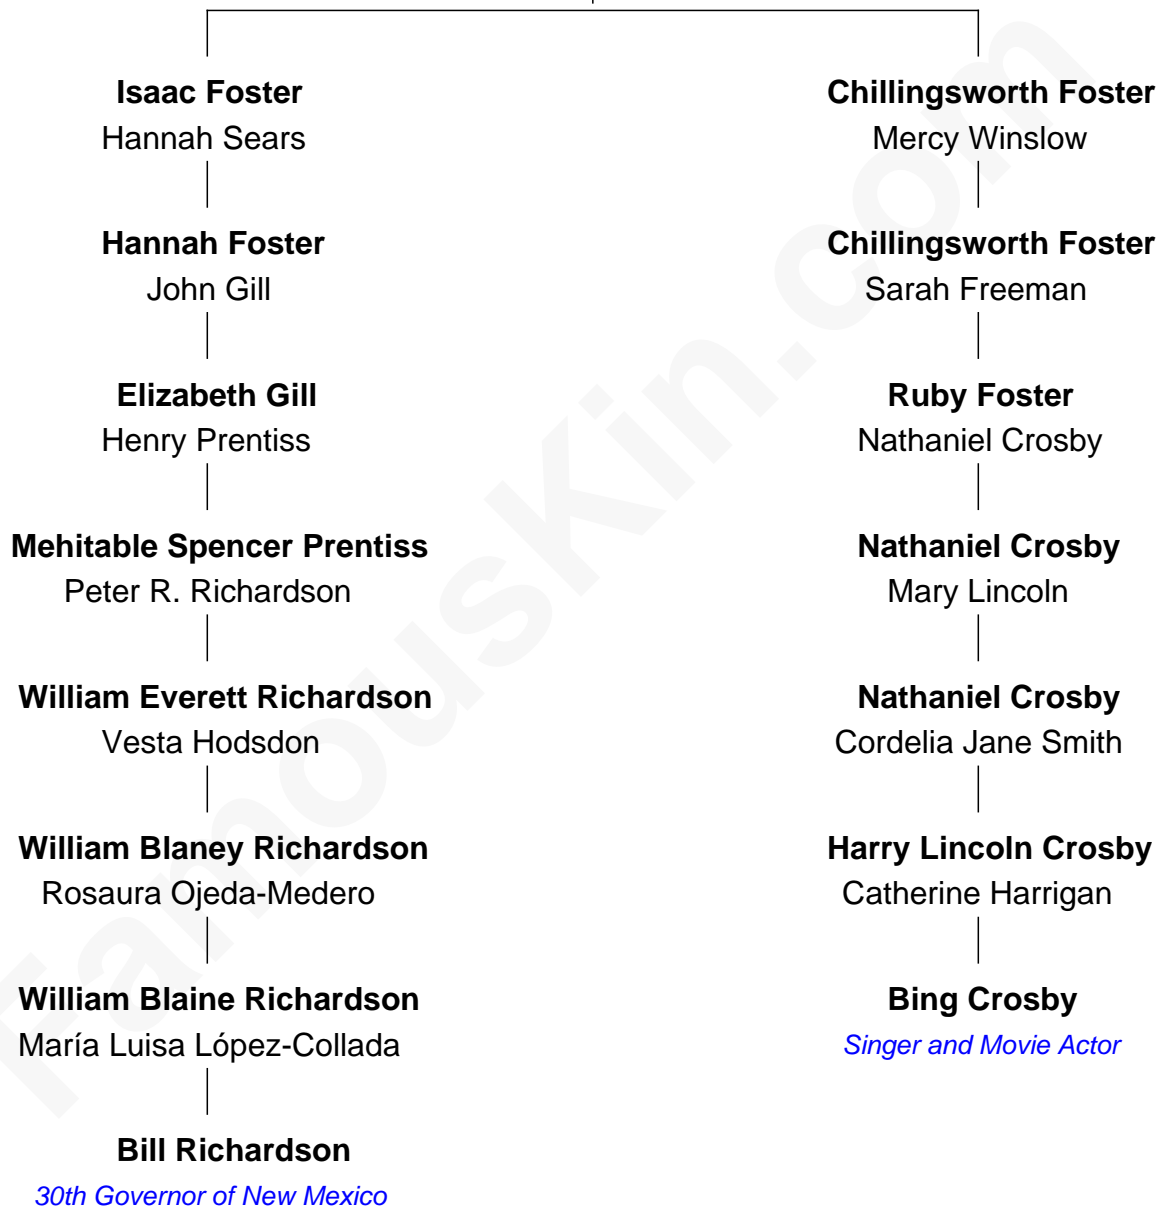 Isaac Foster
Hannah Sears
Hannah Foster
John Gill
Elizabeth Gill
Henry Prentiss
Mehitable Spencer Prentiss
Peter R. Richardson
William Everett Richardson
Vesta Hodsdon
William Blaney Richardson
Rosaura Ojeda-Medero
William Blaine Richardson
María Luisa López-Collada
Bill Richardson
30th Governor of New Mexico
Chillingsworth Foster
Mercy Winslow
Chillingsworth Foster
Sarah Freeman
Ruby Foster
Nathaniel Crosby
Nathaniel Crosby
Mary Lincoln
Nathaniel Crosby
Cordelia Jane Smith
Harry Lincoln Crosby
Catherine Harrigan
Bing Crosby
Singer and Movie Actor
FamousKin.com